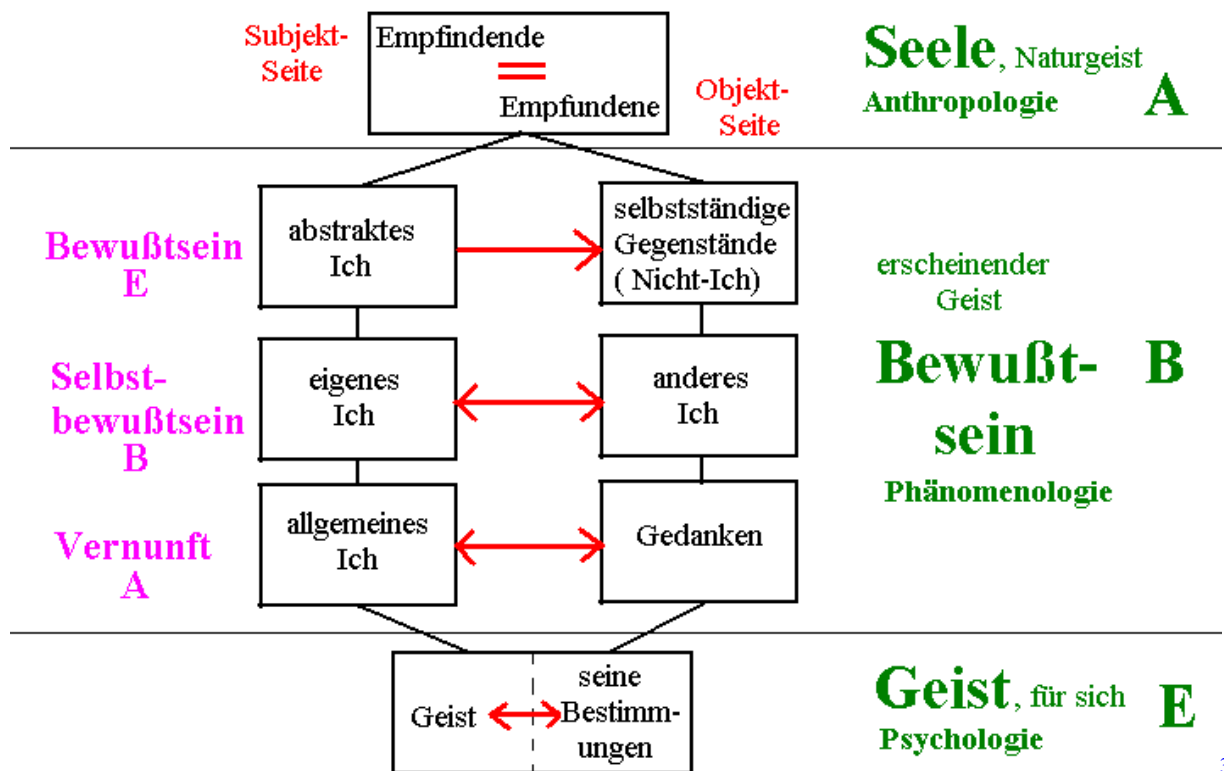 Subjekt-
Seite
Empfindende
=
Empfundene
Objekt-
Seite
Seele, Naturgeist
Anthropologie
A
Bewußtsein
E
abstraktes
Ich
selbstständige
Gegenstände
( Nicht-Ich)
erscheinender
Geist
Selbst-
bewußtsein
B
eigenes
Ich
anderes
Ich
Bewußt-
sein
B
Phänomenologie
Vernunft
A
allgemeines
Ich
Gedanken
Geist
seine
Bestimm-
ungen
Geist, für sich
Psychologie
E